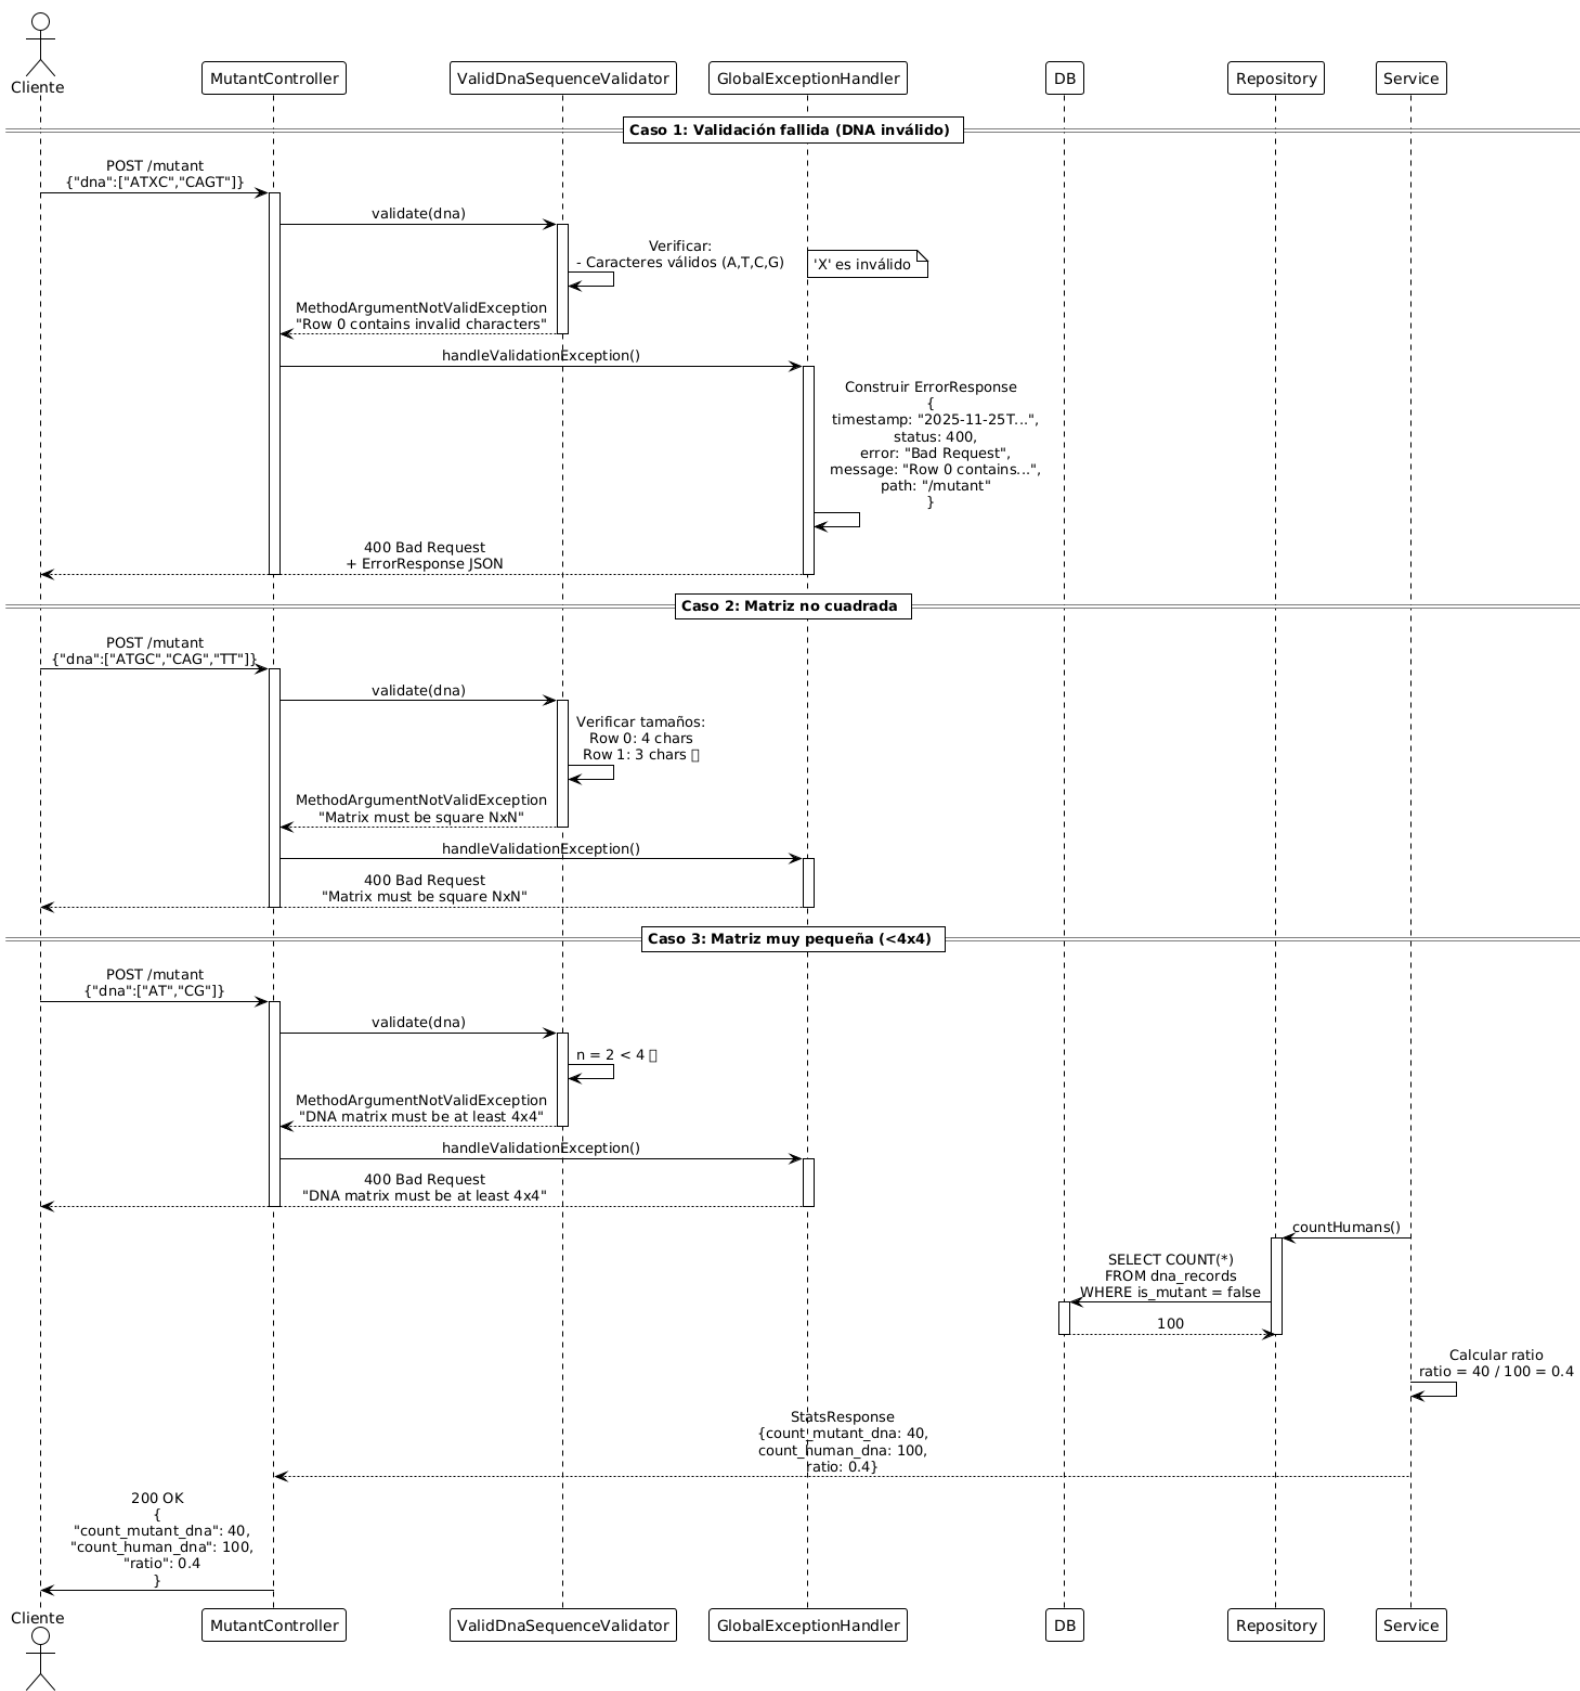 Cliente
MutantController
ValidDnaSequenceValidator
GlobalExceptionHandler
DB
Repository
Service
Caso 1: Validación fallida (DNA inválido)
POST /mutant
{"dna":["ATXC","CAGT"]}
validate(dna)
Verificar:
- Caracteres válidos (A,T,C,G)
'X' es inválido
MethodArgumentNotValidException
"Row 0 contains invalid characters"
handleValidationException()
Construir ErrorResponse
{
timestamp: "2025-11-25T...",
status: 400,
error: "Bad Request",
message: "Row 0 contains...",
path: "/mutant"
}
400 Bad Request
+ ErrorResponse JSON
Caso 2: Matriz no cuadrada
POST /mutant
{"dna":["ATGC","CAG","TT"]}
validate(dna)
Verificar tamaños:
Row 0: 4 chars
Row 1: 3 chars
MethodArgumentNotValidException
"Matrix must be square NxN"
handleValidationException()
400 Bad Request
"Matrix must be square NxN"
Caso 3: Matriz muy pequeña (<4x4)
POST /mutant
{"dna":["AT","CG"]}
validate(dna)
n = 2 < 4
MethodArgumentNotValidException
"DNA matrix must be at least 4x4"
handleValidationException()
400 Bad Request
"DNA matrix must be at least 4x4"
countHumans()
SELECT COUNT(*)
FROM dna_records
WHERE is_mutant = false
100
Calcular ratio
ratio = 40 / 100 = 0.4
StatsResponse
{count_mutant_dna: 40,
count_human_dna: 100,
ratio: 0.4}
200 OK
{
"count_mutant_dna": 40,
"count_human_dna": 100,
"ratio": 0.4
}
Cliente
MutantController
ValidDnaSequenceValidator
GlobalExceptionHandler
DB
Repository
Service